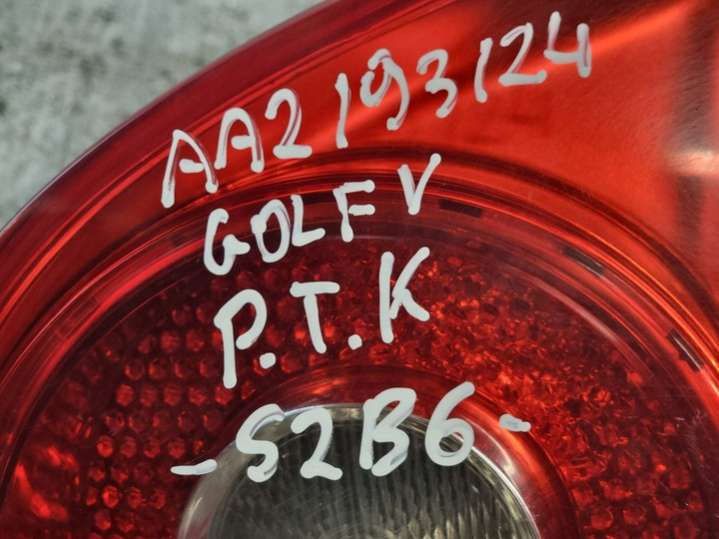 AA2193124
GOLF V
P.T.K
-S2B6-